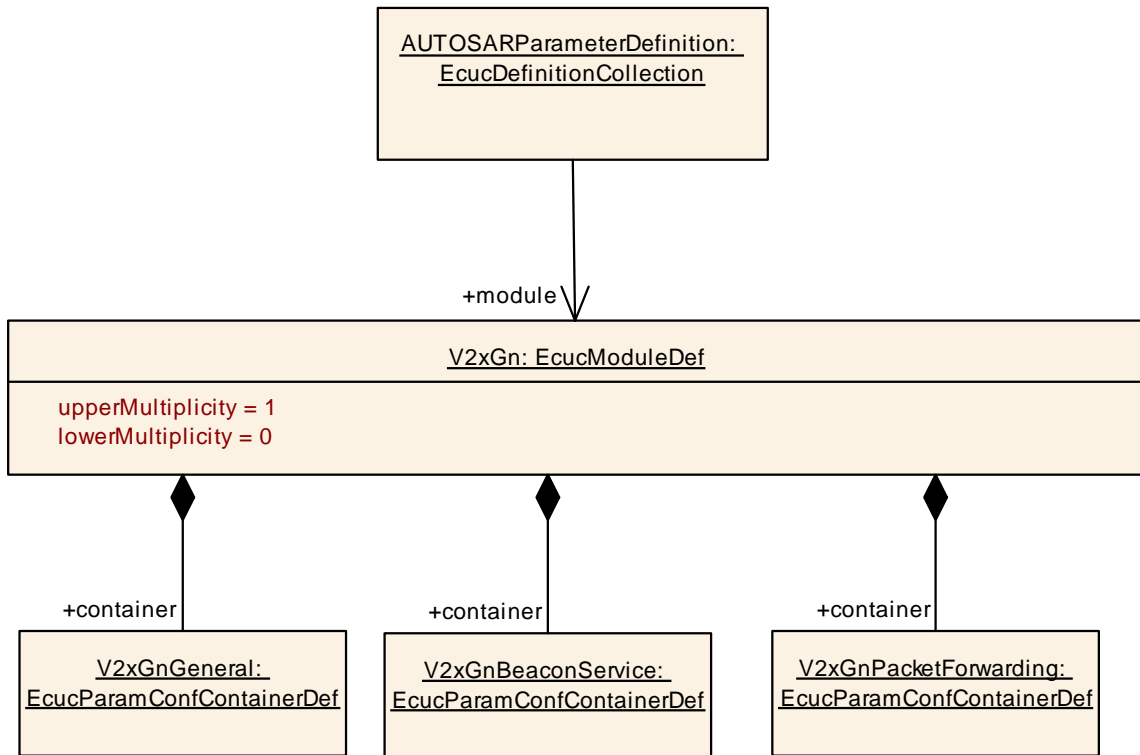 AUTOSARParameterDefinition:
EcucDefinitionCollection
+module
V2xGn: EcucModuleDef
upperMultiplicity = 1
lowerMultiplicity = 0
+container
+container
+container
V2xGnGeneral:
EcucParamConfContainerDef
V2xGnBeaconService:
EcucParamConfContainerDef
V2xGnPacketForwarding:
EcucParamConfContainerDef